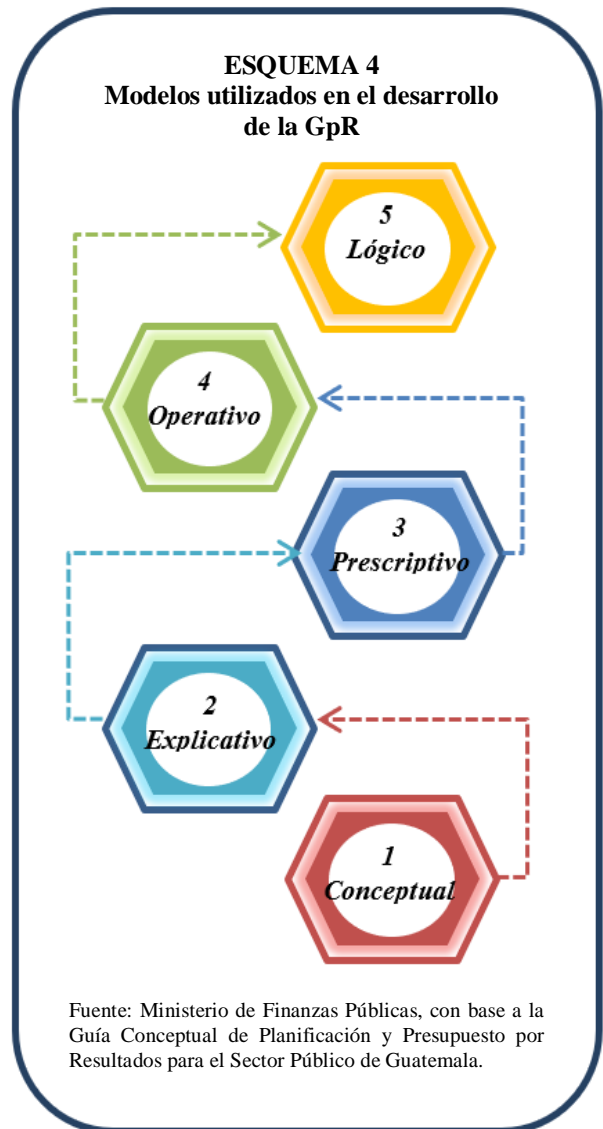 ESQUEMA 4
Modelos utilizados en el desarrollo
de la GpR
5
Lógico
4
Operativo
3
Prescriptivo
2
Explicativo
1
Conceptual
Fuente: Ministerio de Finanzas Públicas, con base a la
Guía Conceptual de Planificación y Presupuesto por
Resultados para el Sector Público de Guatemala.